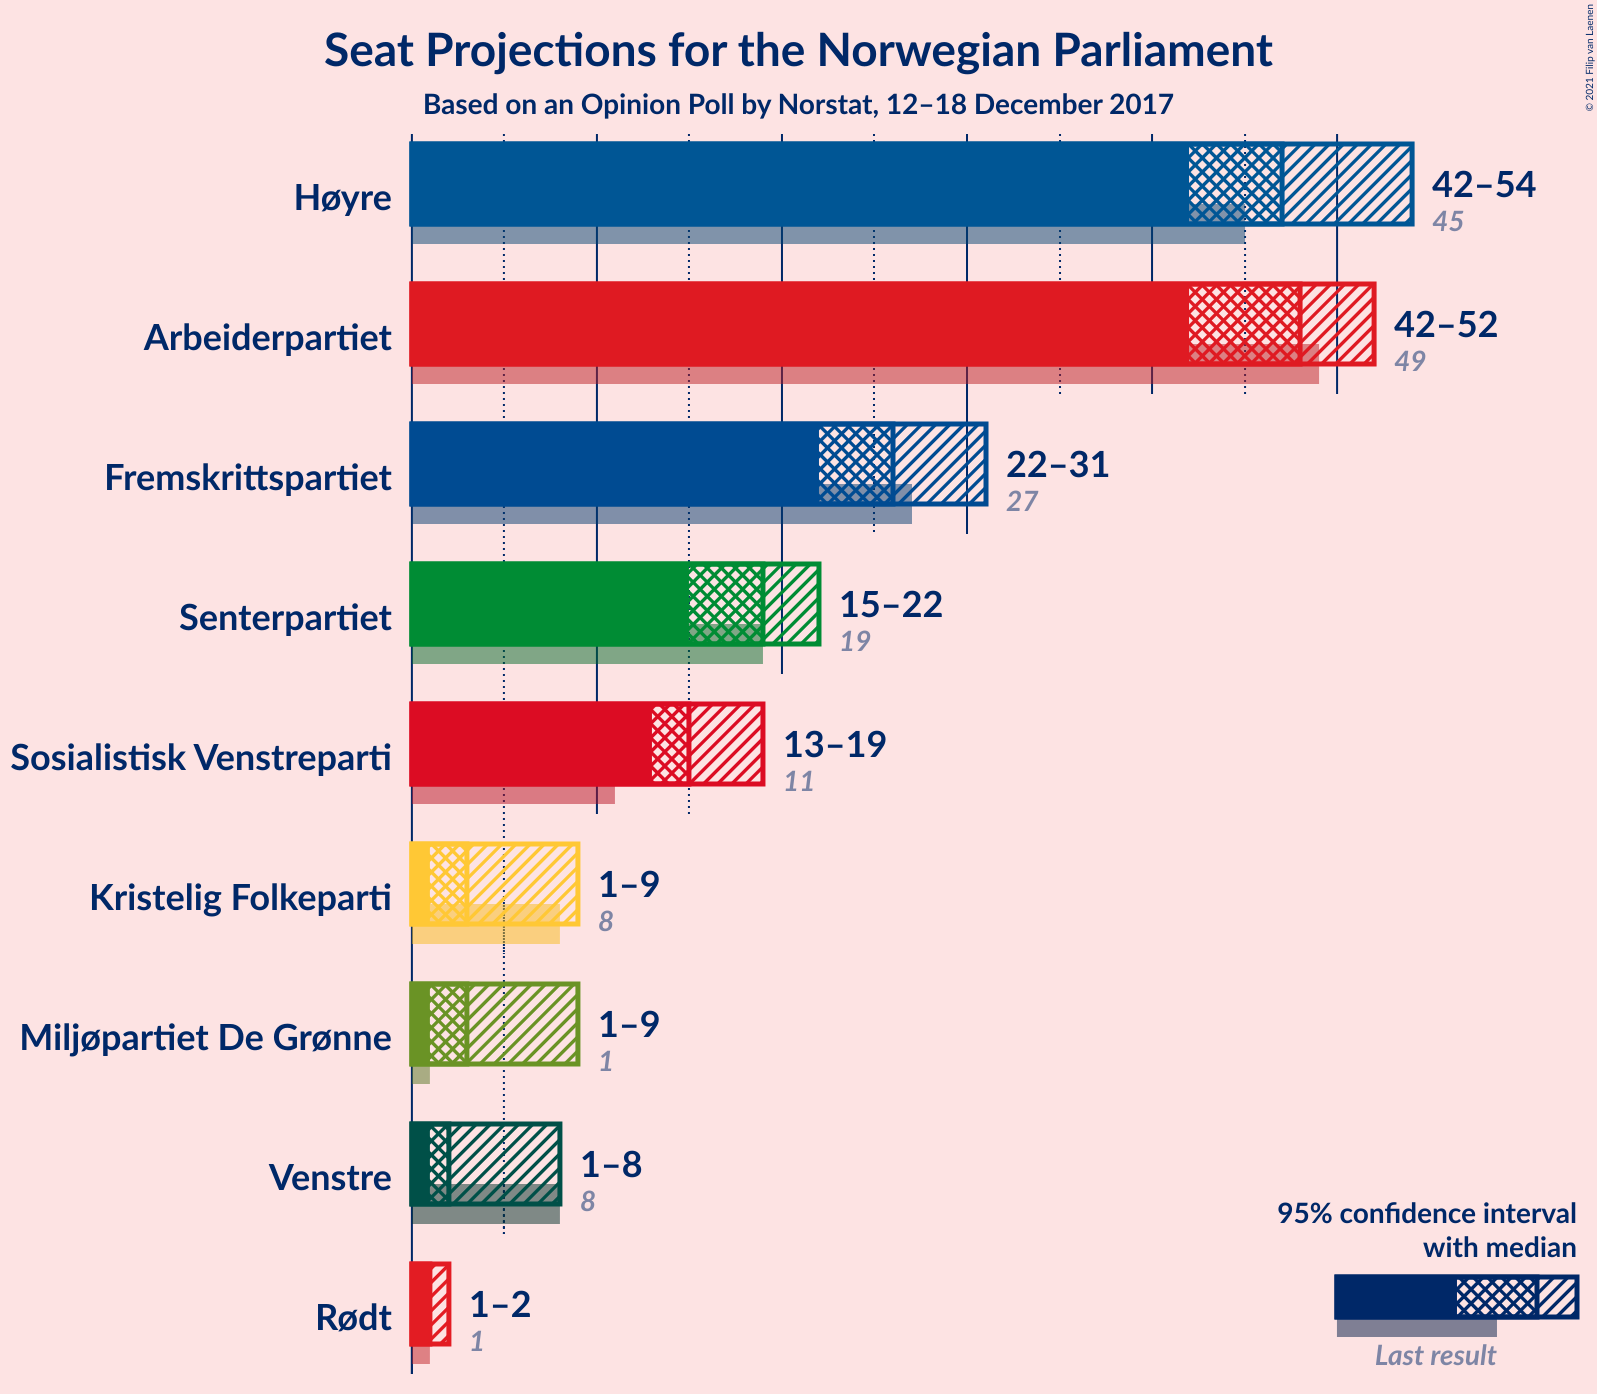 Seat Projections for the Norwegian Parliament
Based on an Opinion Poll by Norstat, 12–18 December 2017
© 2021 Filip van Laenen
Høyre
42–54
45
Arbeiderpartiet
42–52
49
Fremskrittspartiet
22–31
27
Senterpartiet
15–22
19
Sosialistisk Venstreparti
13–19
11
Kristelig Folkeparti
1–9
8
Miljøpartiet De Grønne
1–9
1
Venstre
1–8
8
Rødt
1–2
1
95% confidence interval
with median
Last result